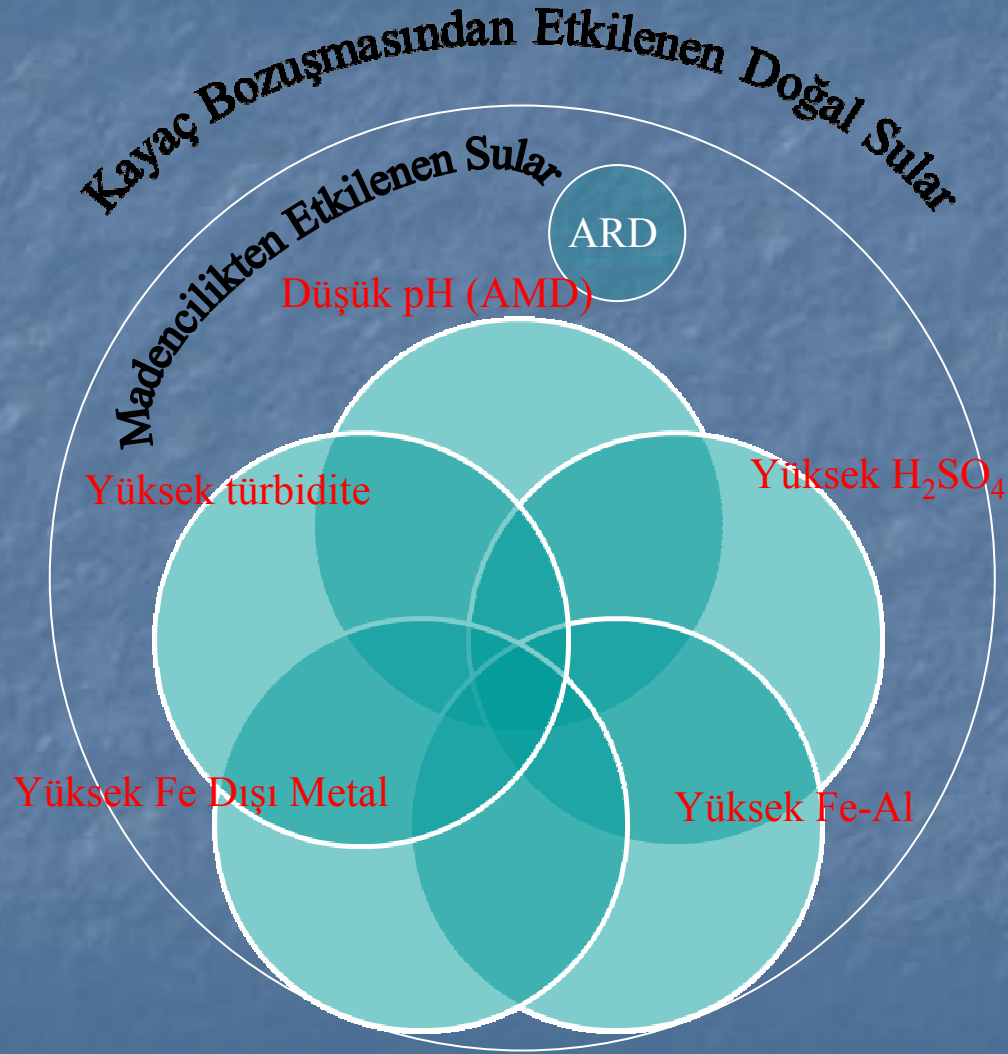 Kayaç Bozuşmasından Etkilenen Doğal Sular
Madencilikten Etkilenen Sular
ARD
Düşük pH (AMD)
Yüksek türbidite
Yüksek H₂SO₄
Yüksek Fe Dışı Metal
Yüksek Fe-Al